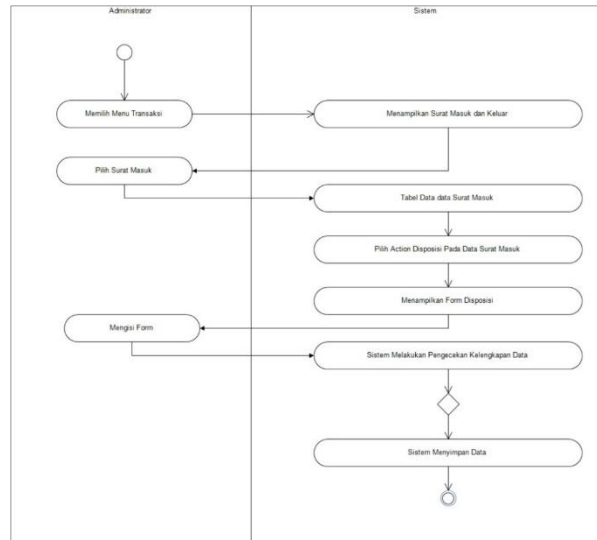 Administrator
Sistem
Memilih Menu Transaksi
Menampilkan Surat Masuk dan Keluar
Pilih Surat Masuk
Tabel Data data Surat Masuk
Pilih Action Disposisi Pada Data Surat Masuk
Menampilkan Form Disposisi
Mengisi Form
Sistem Melakukan Pengecekan Kelengkapan Data
Sistem Menyimpan Data